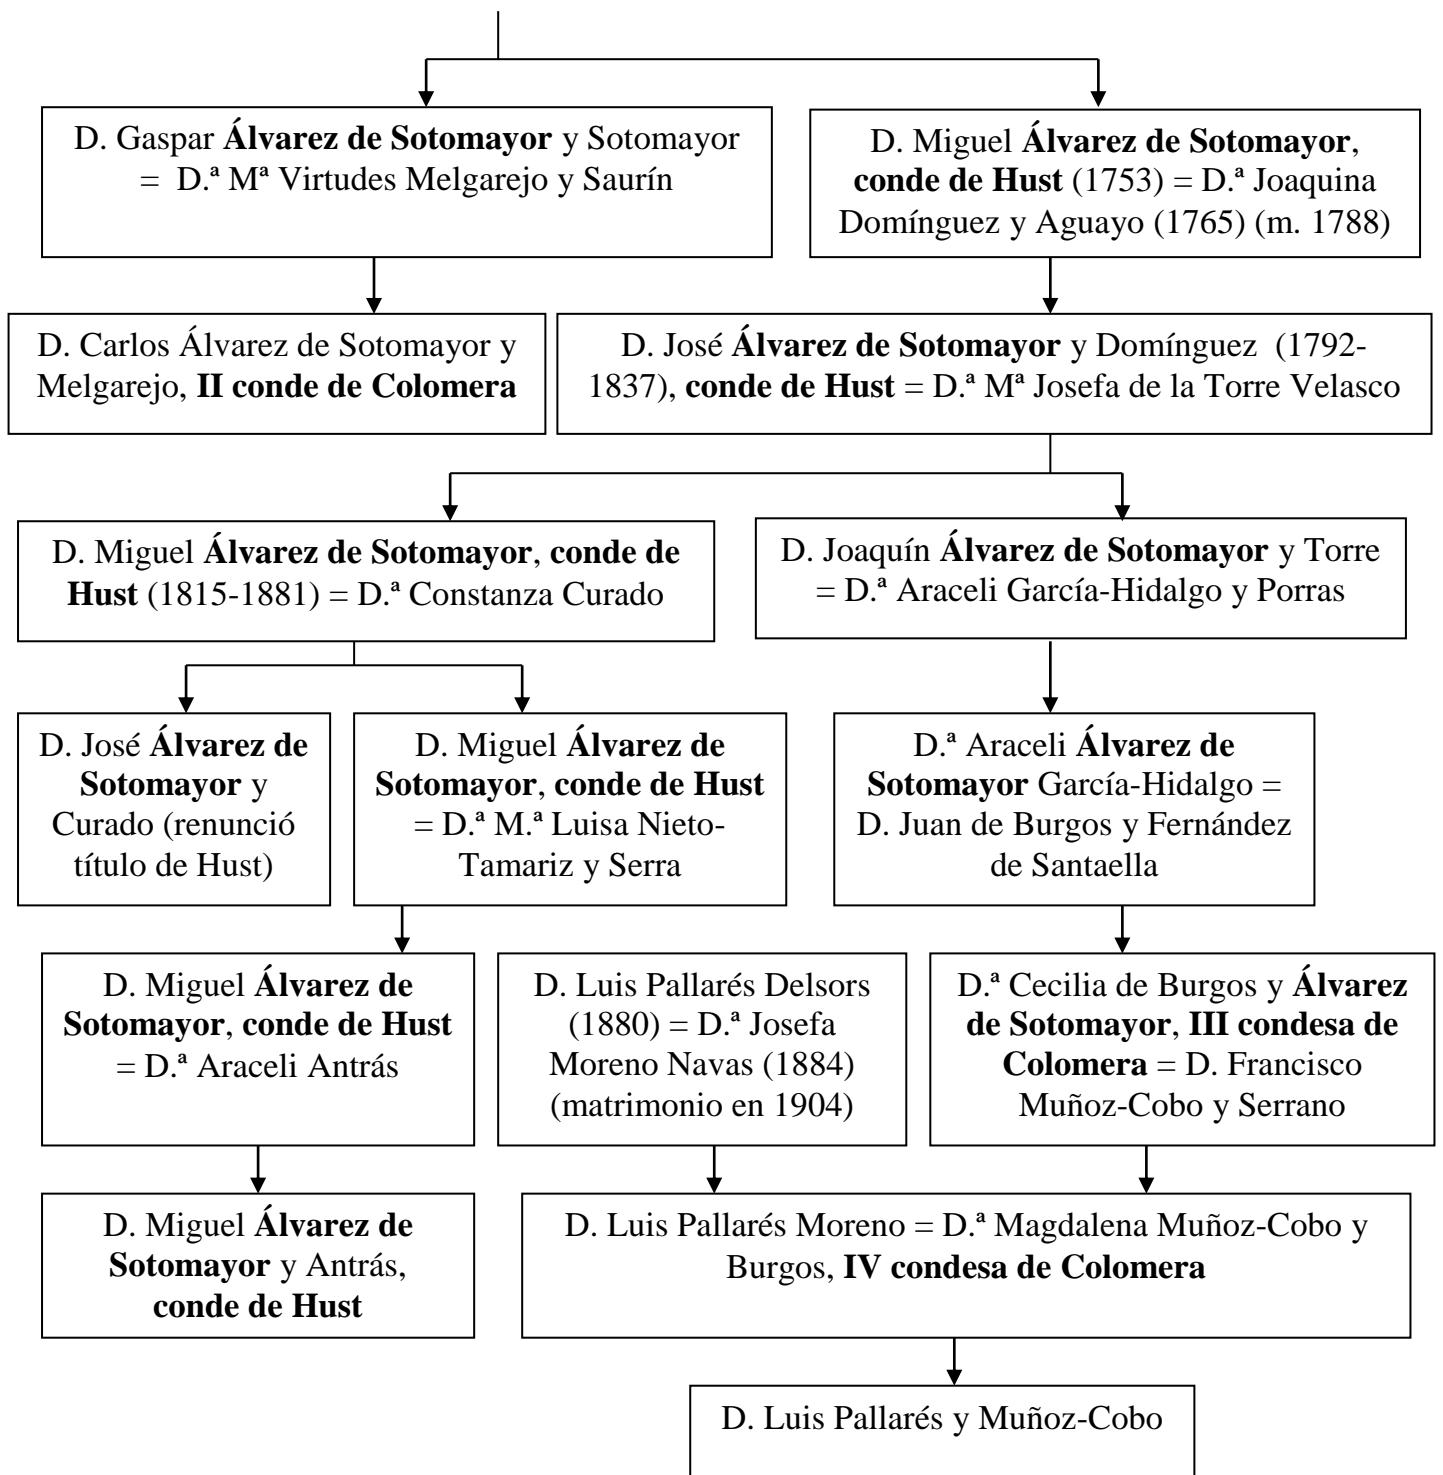 D. Gaspar Álvarez de Sotomayor y Sotomayor
= D.ª Mª Virtudes Melgarejo y Saurín
D. Miguel Álvarez de Sotomayor,
conde de Hust (1753) = D.ª Joaquina
Domínguez y Aguayo (1765) (m. 1788)
D. Carlos Álvarez de Sotomayor y
Melgarejo, II conde de Colomera
D. José Álvarez de Sotomayor y Domínguez (1792-
1837), conde de Hust = D.ª Mª Josefa de la Torre Velasco
D. Miguel Álvarez de Sotomayor, conde de
Hust (1815-1881) = D.ª Constanza Curado
D. Joaquín Álvarez de Sotomayor y Torre
= D.ª Araceli García-Hidalgo y Porras
D. José Álvarez de
Sotomayor y
Curado (renunció
título de Hust)
D. Miguel Álvarez de
Sotomayor, conde de Hust
= D.ª M.ª Luisa Nieto-
Tamariz y Serra
D.ª Araceli Álvarez de
Sotomayor García-Hidalgo =
D. Juan de Burgos y Fernández
de Santaella
D. Miguel Álvarez de
Sotomayor, conde de Hust
= D.ª Araceli Antrás
D. Luis Pallarés Delsors
(1880) = D.ª Josefa
Moreno Navas (1884)
(matrimonio en 1904)
D.ª Cecilia de Burgos y Álvarez
de Sotomayor, III condesa de
Colomera = D. Francisco
Muñoz-Cobo y Serrano
D. Miguel Álvarez de
Sotomayor y Antrás,
conde de Hust
D. Luis Pallarés Moreno = D.ª Magdalena Muñoz-Cobo y
Burgos, IV condesa de Colomera
D. Luis Pallarés y Muñoz-Cobo